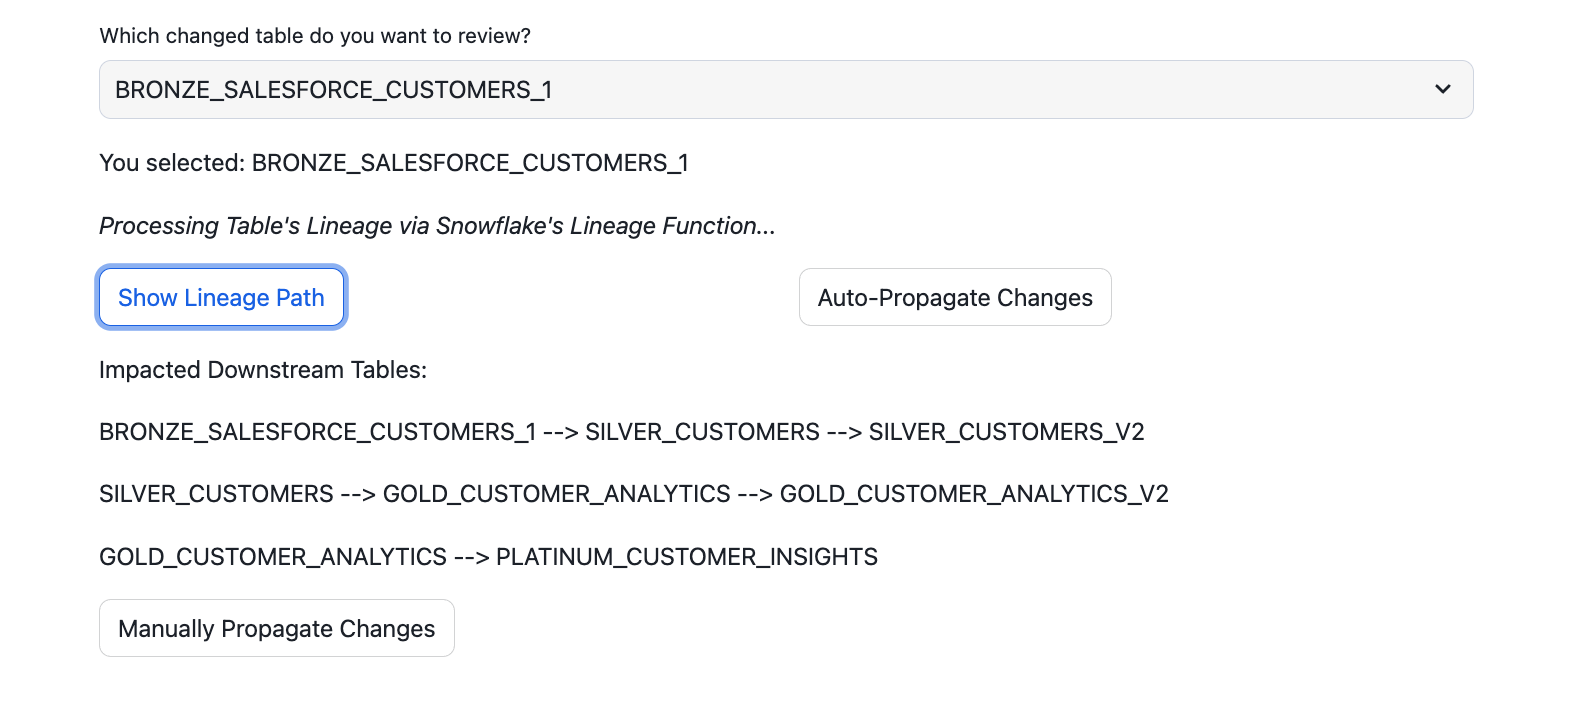 Which changed table do you want to review?
BRONZE_SALESFORCE_CUSTOMERS_1
You selected: BRONZE_SALESFORCE_CUSTOMERS_1
Processing Table's Lineage via Snowflake's Lineage Function...
Show Lineage Path
Auto-Propagate Changes
Impacted Downstream Tables:
BRONZE_SALESFORCE_CUSTOMERS_1 --> SILVER_CUSTOMERS --> SILVER_CUSTOMERS_V2
SILVER_CUSTOMERS --> GOLD_CUSTOMER_ANALYTICS --> GOLD_CUSTOMER_ANALYTICS_V2
GOLD_CUSTOMER_ANALYTICS --> PLATINUM_CUSTOMER_INSIGHTS
Manually Propagate Changes